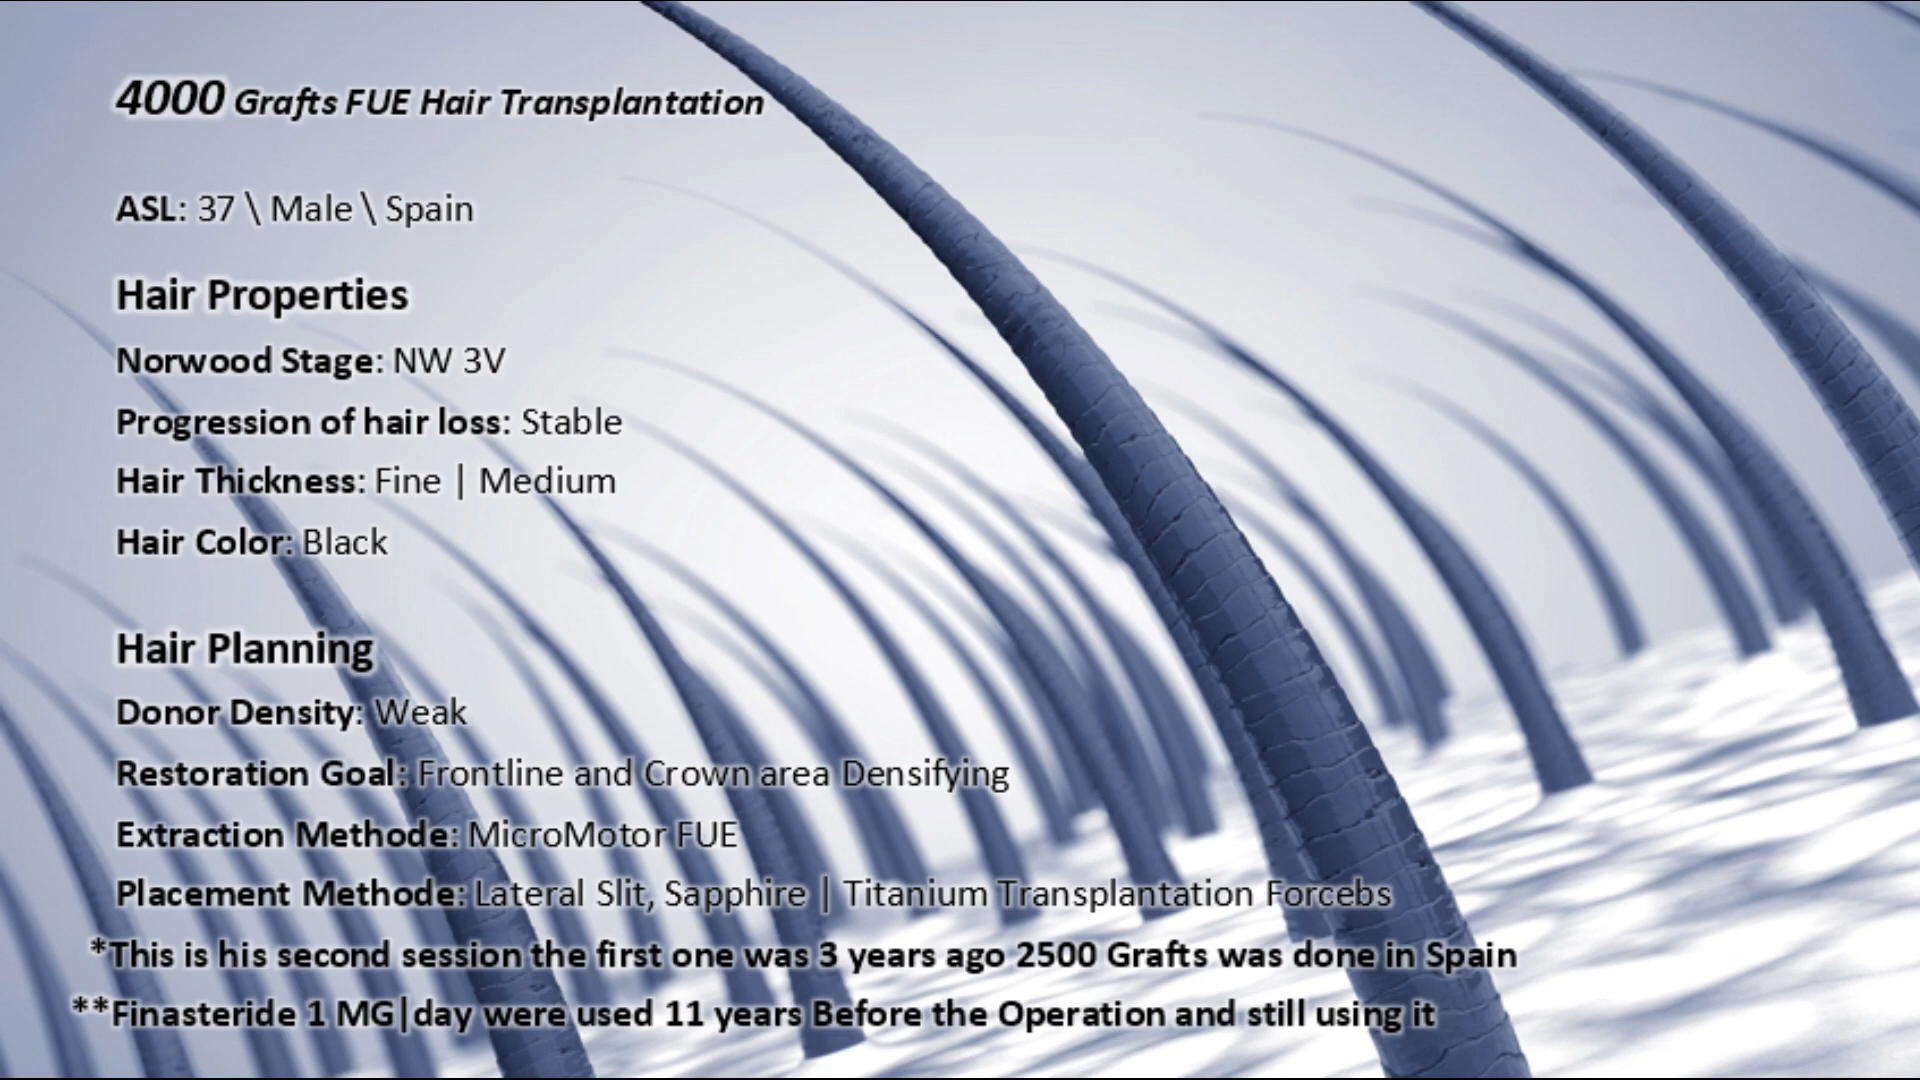 4000 Grafts FUE Hair Transplantation
ASL: 37 \ Male \ Spain
Hair Properties
Norwood Stage: NW 3V
Progression of hair loss: Stable
Hair Thickness: Fine | Medium
Hair Color: Black
Hair Planning
Donor Density: Weak
Restoration Goal: Frontline and Crown area Densifying
Extraction Methode: MicroMotor FUE
Placement Methode: Lateral Slit, Sapphire | Titanium Transplantation Forcebs
*This is his second session the first one was 3 years ago 2500 Grafts was done in Spain
**Finasteride 1 MG|day were used 11 years Before the Operation and still using it